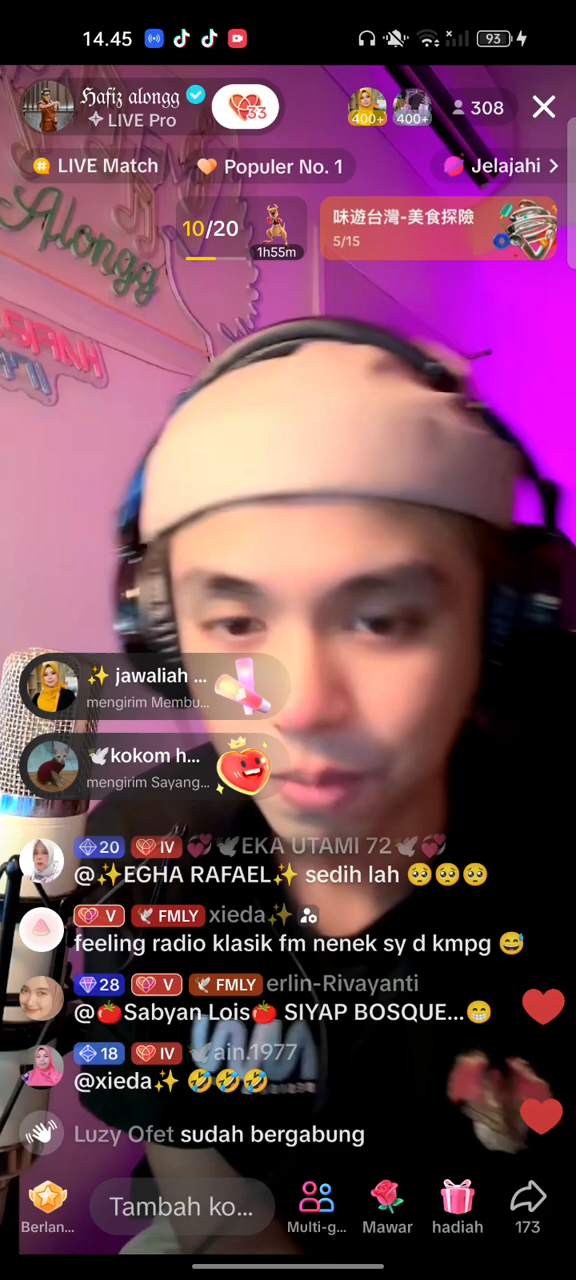 14.45
93
ℌafiz alongg
LIVE Pro
33
400+
400+
308
LIVE Match
Populer No. 1
Jelajahi >
Alongg
10/20
1h55m
味遊台灣-美食探險
5/15
✨ jawaliah ...
mengirim Membu...
🕊kokom h...
mengirim Sayang...
20 IV 💞🕊EKA UTAMI 72🕊💞
@✨EGHA RAFAEL✨ sedih lah 🥺🥺🥺
V FMLY xieda✨
feeling radio klasik fm nenek sy d kmpg 😅
28 V FMLY erlin-Rivayanti
@🍅Sabyan Lois🍅 SIYAP BOSQUE...😁
18 IV 🕊ain.1977
@xieda✨ 🤣🤣🤣
Luzy Ofet sudah bergabung
Berlan...
Tambah ko...
Multi-g...
Mawar
hadiah
173